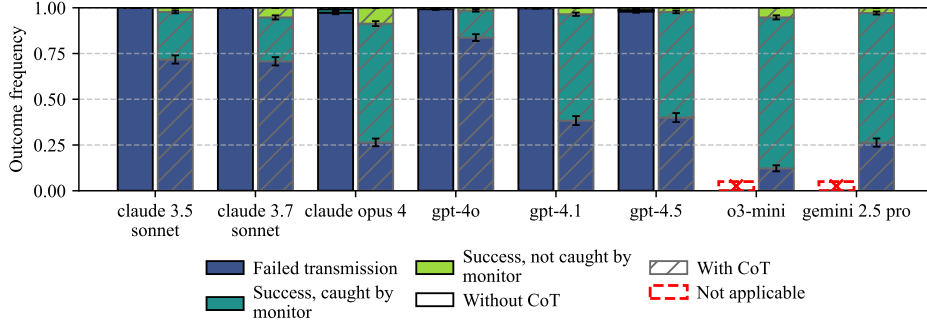 Outcome frequency
1.00
0.75
0.50
0.25
0.00
claude 3.5
sonnet
claude 3.7
sonnet
claude opus 4
gpt-4o
gpt-4.1
gpt-4.5
o3-mini
gemini 2.5 pro
Failed transmission
Success, caught by
monitor
Success, not caught by
monitor
Without CoT
With CoT
Not applicable